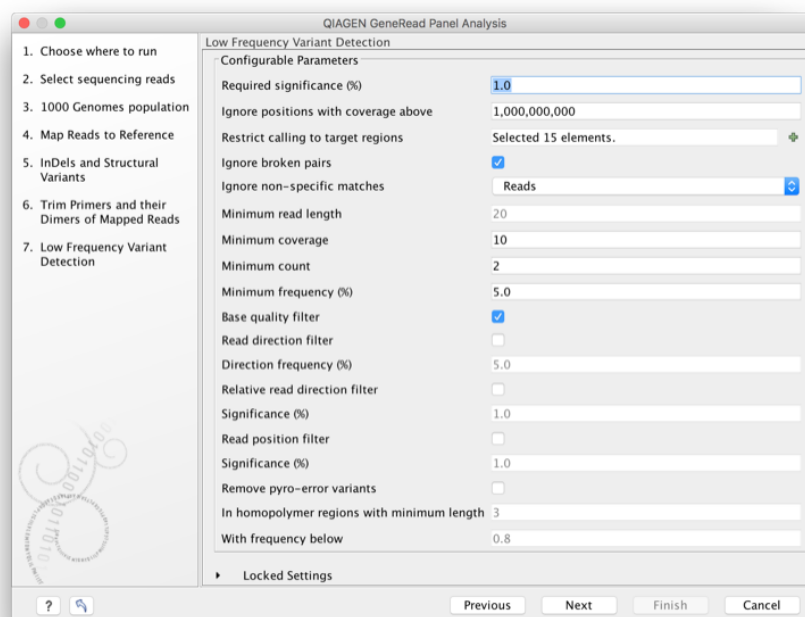 QIAGEN GeneRead Panel Analysis
1. Choose where to run
2. Select sequencing reads
3. 1000 Genomes population
4. Map Reads to Reference
5. InDels and Structural
Variants
6. Trim Primers and their
Dimers of Mapped Reads
7. Low Frequency Variant
Detection
Low Frequency Variant Detection
Configurable Parameters
Required significance (%) 1.0
Ignore positions with coverage above 1,000,000,000
Restrict calling to target regions Selected 15 elements.
Ignore broken pairs
Ignore non-specific matches Reads
Minimum read length 20
Minimum coverage 10
Minimum count 2
Minimum frequency (%) 5.0
Base quality filter
Read direction filter
Direction frequency (%) 5.0
Relative read direction filter
Significance (%) 1.0
Read position filter
Significance (%) 1.0
Remove pyro-error variants
In homopolymer regions with minimum length 3
With frequency below 0.8
Locked Settings
? Previous Next Finish Cancel